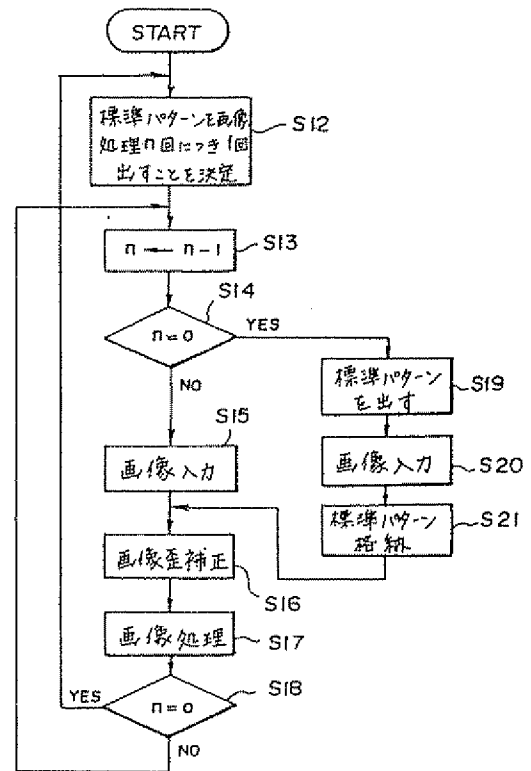 START
標準パターンを画像
処理n回につき1回
出すことを決定
S12
n ← n-1
S13
S14
n=0
YES
NO
S15
画像入力
標準パターン
を出す
S19
画像入力
S20
標準パターン
格納
S21
画像歪補正
S16
画像処理
S17
n=0
S18
YES
NO